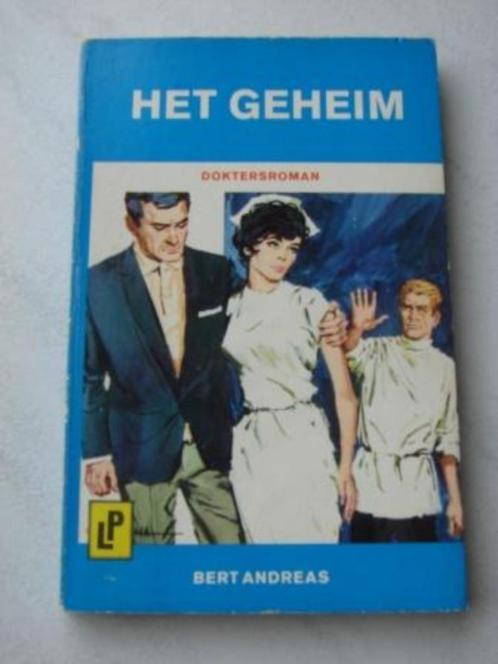 HET GEHEIM
DOKTERSROMAN
LP
BERT ANDREAS